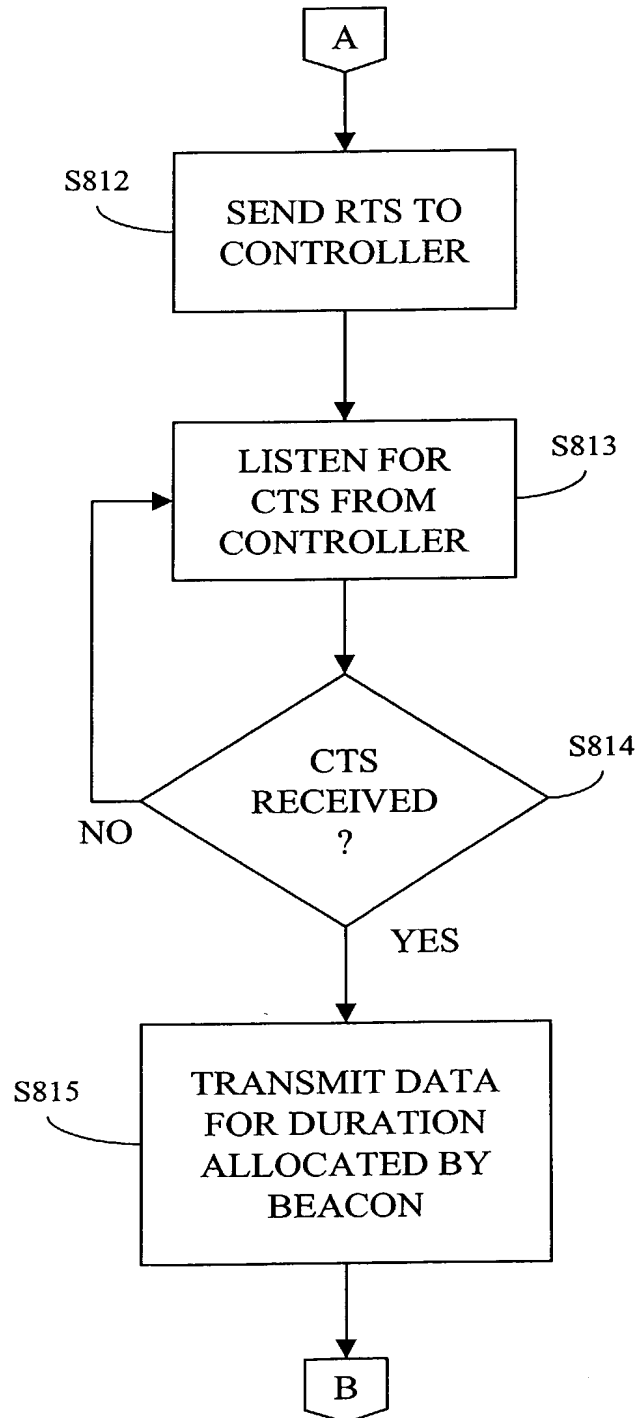 A
S812
SEND RTS TO
CONTROLLER
S813
LISTEN FOR
CTS FROM
CONTROLLER
S814
CTS
RECEIVED
?
NO
YES
S815
TRANSMIT DATA
FOR DURATION
ALLOCATED BY
BEACON
B